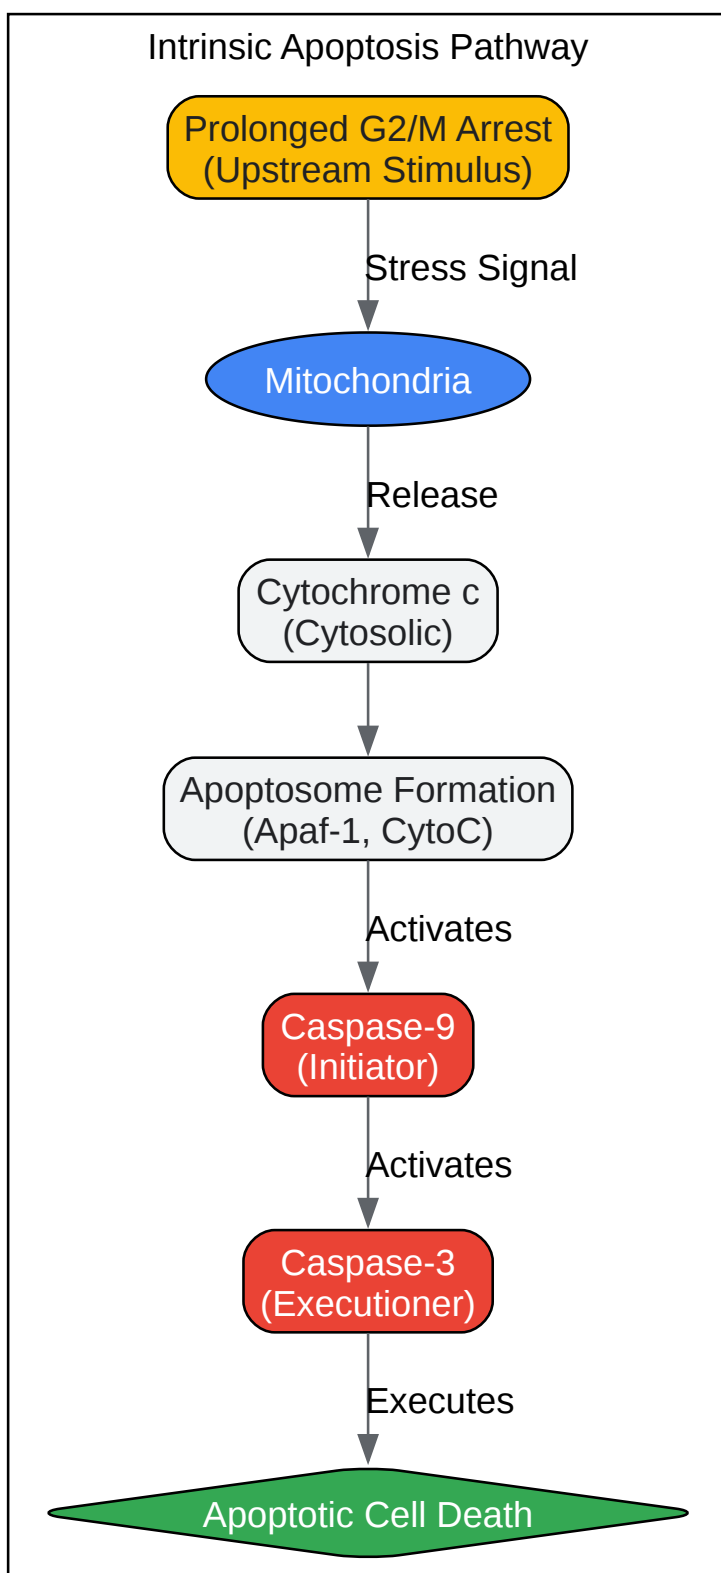 Intrinsic Apoptosis Pathway
Prolonged G2/M Arrest
(Upstream Stimulus)
Stress Signal
Mitochondria
Release
Cytochrome c
(Cytosolic)
Apoptosome Formation
(Apaf-1, CytoC)
Activates
Caspase-9
(Initiator)
Activates
Caspase-3
(Executioner)
Executes
Apoptotic Cell Death